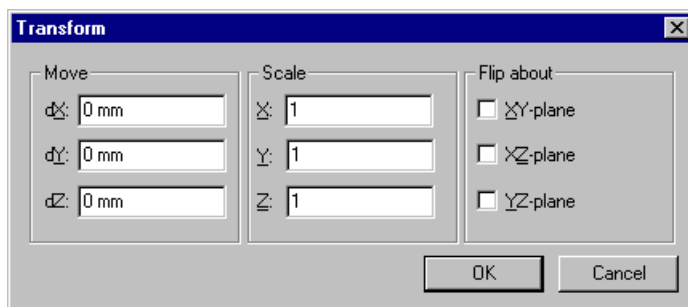 Transform
Move
dX: 0 mm
dY: 0 mm
dZ: 0 mm
Scale
X: 1
Y: 1
Z: 1
Flip about
XY-plane
XZ-plane
YZ-plane
OK
Cancel